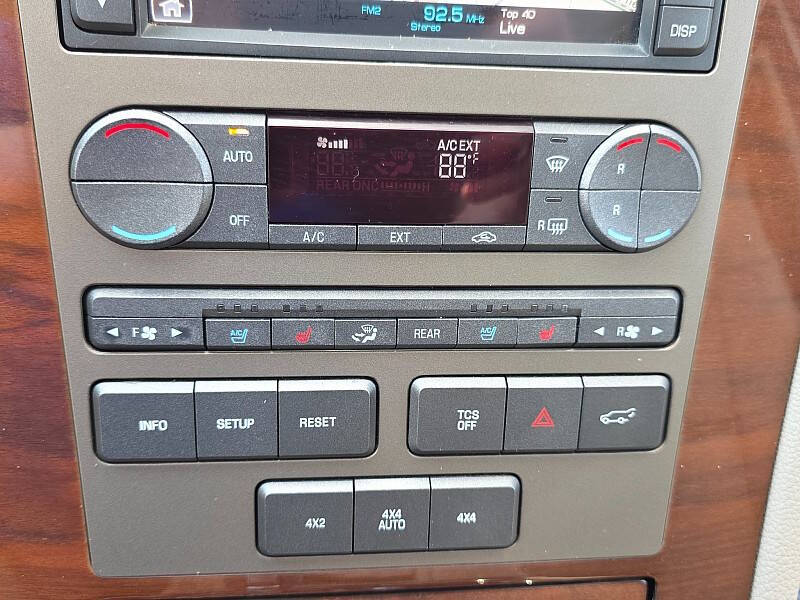 FM2 92.5 MHz Top 40
Stereo Live
DISP
AUTO
A/C EXT
88°F
REAR
R
OFF
R
R
A/C EXT
F
A/C
REAR
A/C
R
INFO SETUP RESET
TCS
OFF
4X2
4X4
AUTO
4X4